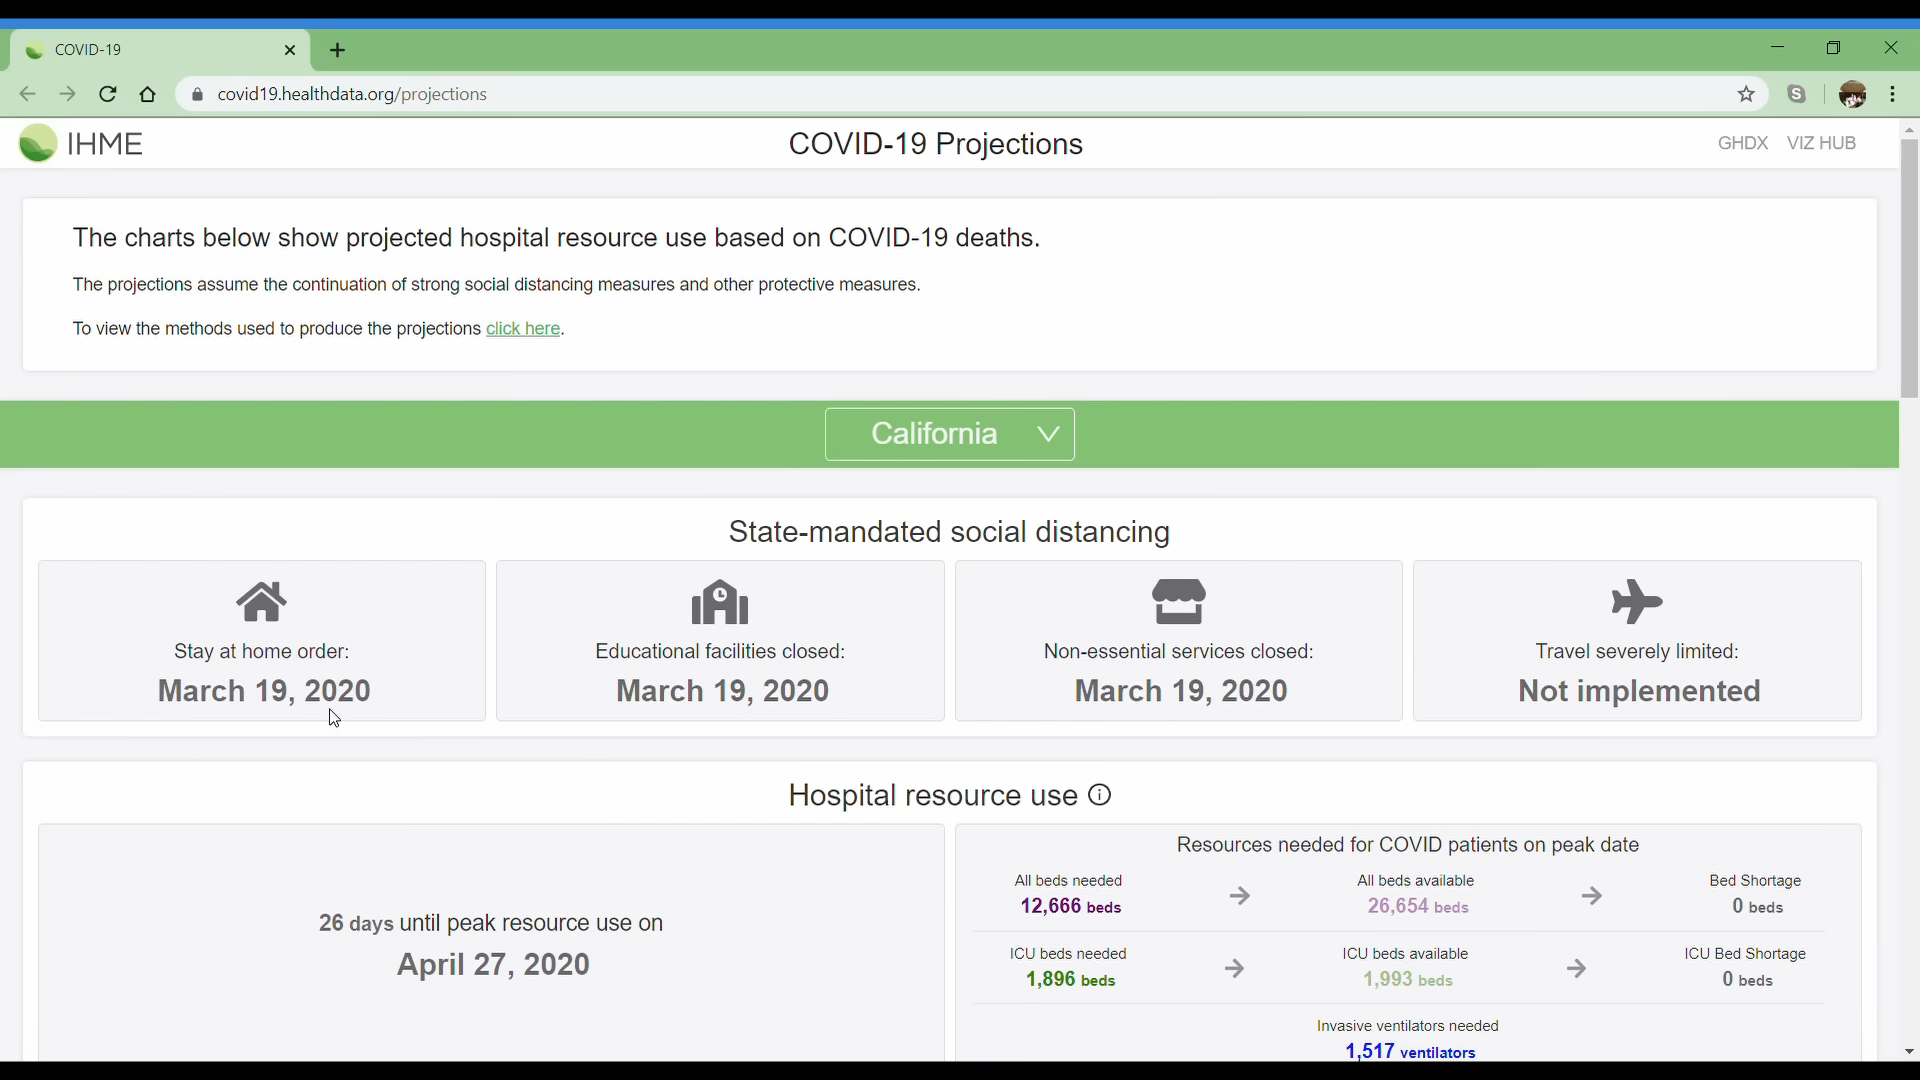 COVID-19
covid19.healthdata.org/projections
S
IHME
COVID-19 Projections
GHDX VIZ HUB
The charts below show projected hospital resource use based on COVID-19 deaths.
The projections assume the continuation of strong social distancing measures and other protective measures.
To view the methods used to produce the projections click here.
California
State-mandated social distancing
Stay at home order:
March 19, 2020
Educational facilities closed:
March 19, 2020
Non-essential services closed:
March 19, 2020
Travel severely limited:
Not implemented
Hospital resource use
26 days until peak resource use on
April 27, 2020
Resources needed for COVID patients on peak date
All beds needed
12,666 beds
All beds available
26,654 beds
Bed Shortage
0 beds
ICU beds needed
1,896 beds
ICU beds available
1,993 beds
ICU Bed Shortage
0 beds
Invasive ventilators needed
1,517 ventilators